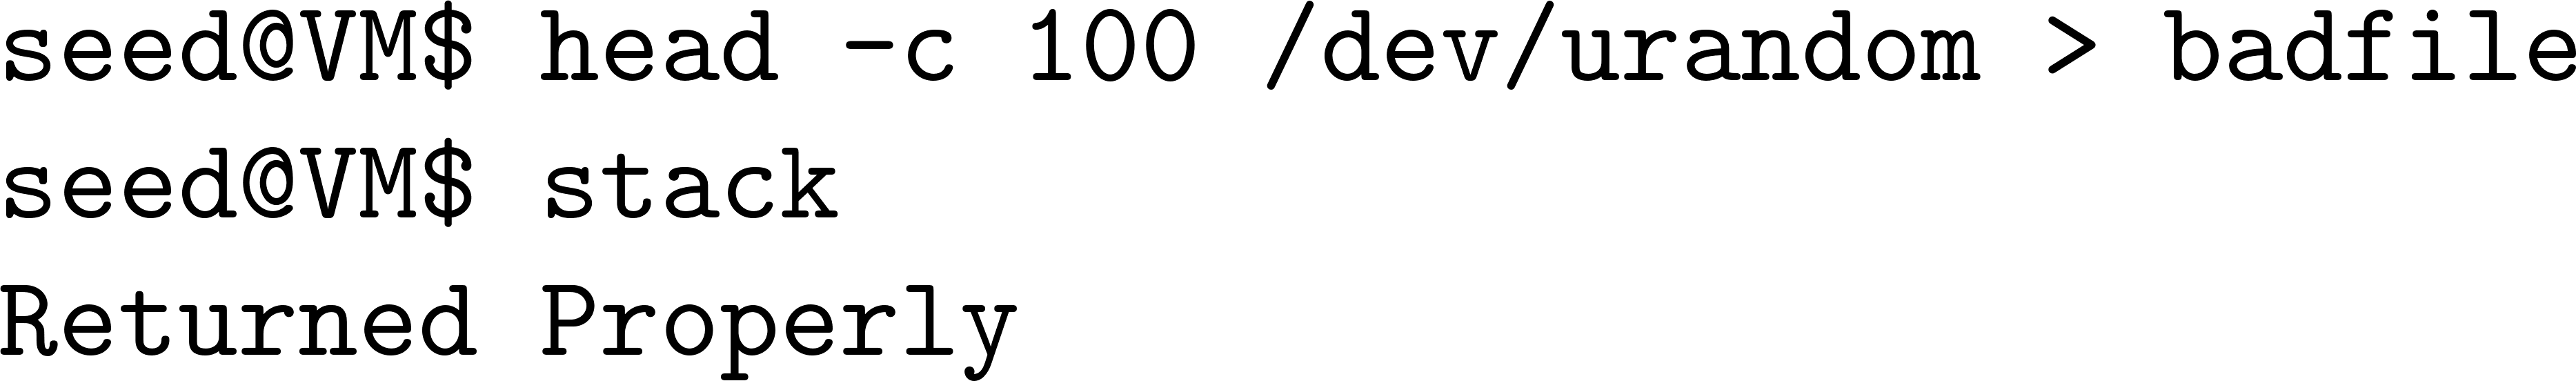 seed@VM$ head -c 100 /dev/urandom > badfile
seed@VM$ stack
Returned Properly